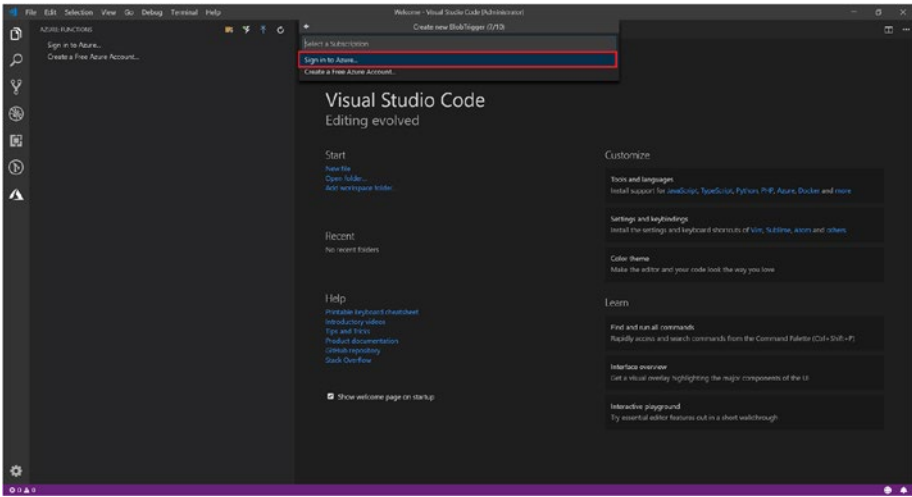 File Edit Selection View Go Debug Terminal Help
Welcome - Visual Studio Code [Administrator]
AZURE: FUNCTIONS
Sign in to Azure...
Create a Free Azure Account...
Create new BlobTrigger (7/10)
Select a Subscription
Sign in to Azure...
Create a Free Azure Account...
Visual Studio Code
Editing evolved
Start
New file
Open folder...
Add workspace folder...
Recent
No recent folders
Help
Printable keyboard cheatsheet
Introductory videos
Tips and Tricks
Product documentation
GitHub repository
Stack Overflow
Show welcome page on startup
Customize
Tools and languages
Install support for JavaScript, TypeScript, Python, PHP, Azure, Docker and more
Settings and keybindings
Install the settings and keyboard shortcuts of Vim, Sublime, Atom and others
Color theme
Make the editor and your code look the way you love
Learn
Find and run all commands
Rapidly access and search commands from the Command Palette (Ctrl+Shift+P)
Interface overview
Get a visual overlay highlighting the major components of the UI
Interactive playground
Try essential editor features out in a short walkthrough
0 0